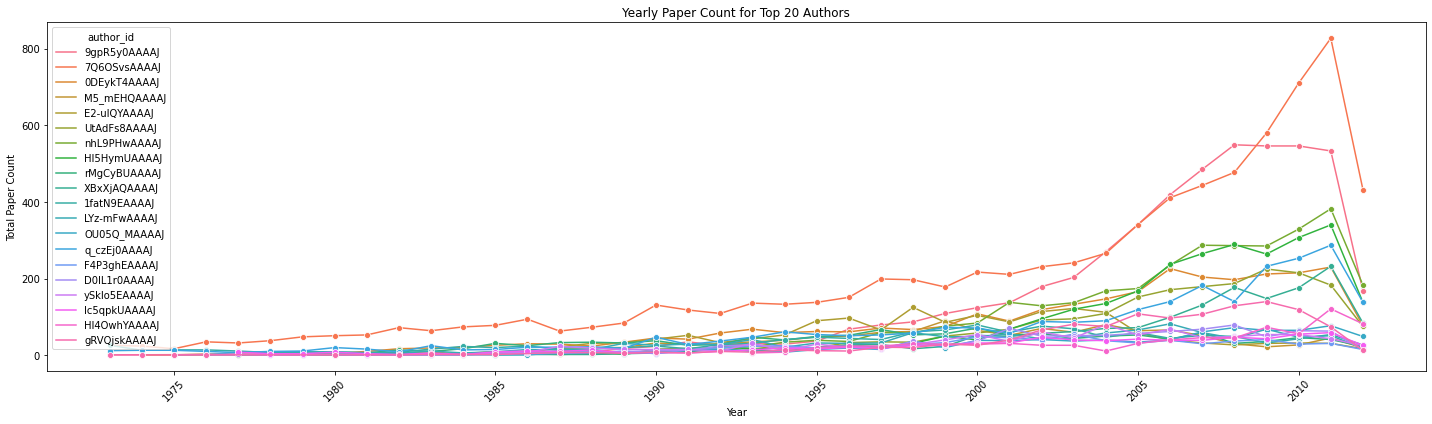 Yearly Paper Count for Top 20 Authors
author_id
9gpR5y0AAAAJ
7Q6OSvsAAAAJ
0DEykT4AAAAJ
M5_mEHQAAAAJ
E2-uIQYAAAAJ
UtAdFs8AAAAJ
nhL9PHwAAAAJ
HI5HymUAAAAJ
rMgCyBUAAAAJ
XBxXjAQAAAAJ
1fatN9EAAAAJ
LYz-mFwAAAAJ
OU05Q_MAAAAJ
q_czEj0AAAAJ
F4P3ghEAAAAJ
D0IL1r0AAAAJ
ySkIo5EAAAAJ
Ic5qpkUAAAAJ
HI4OwhYAAAAJ
gRVQjskAAAAJ
Total Paper Count
800
600
400
200
0
1975
1980
1985
1990
1995
2000
2005
2010
Year